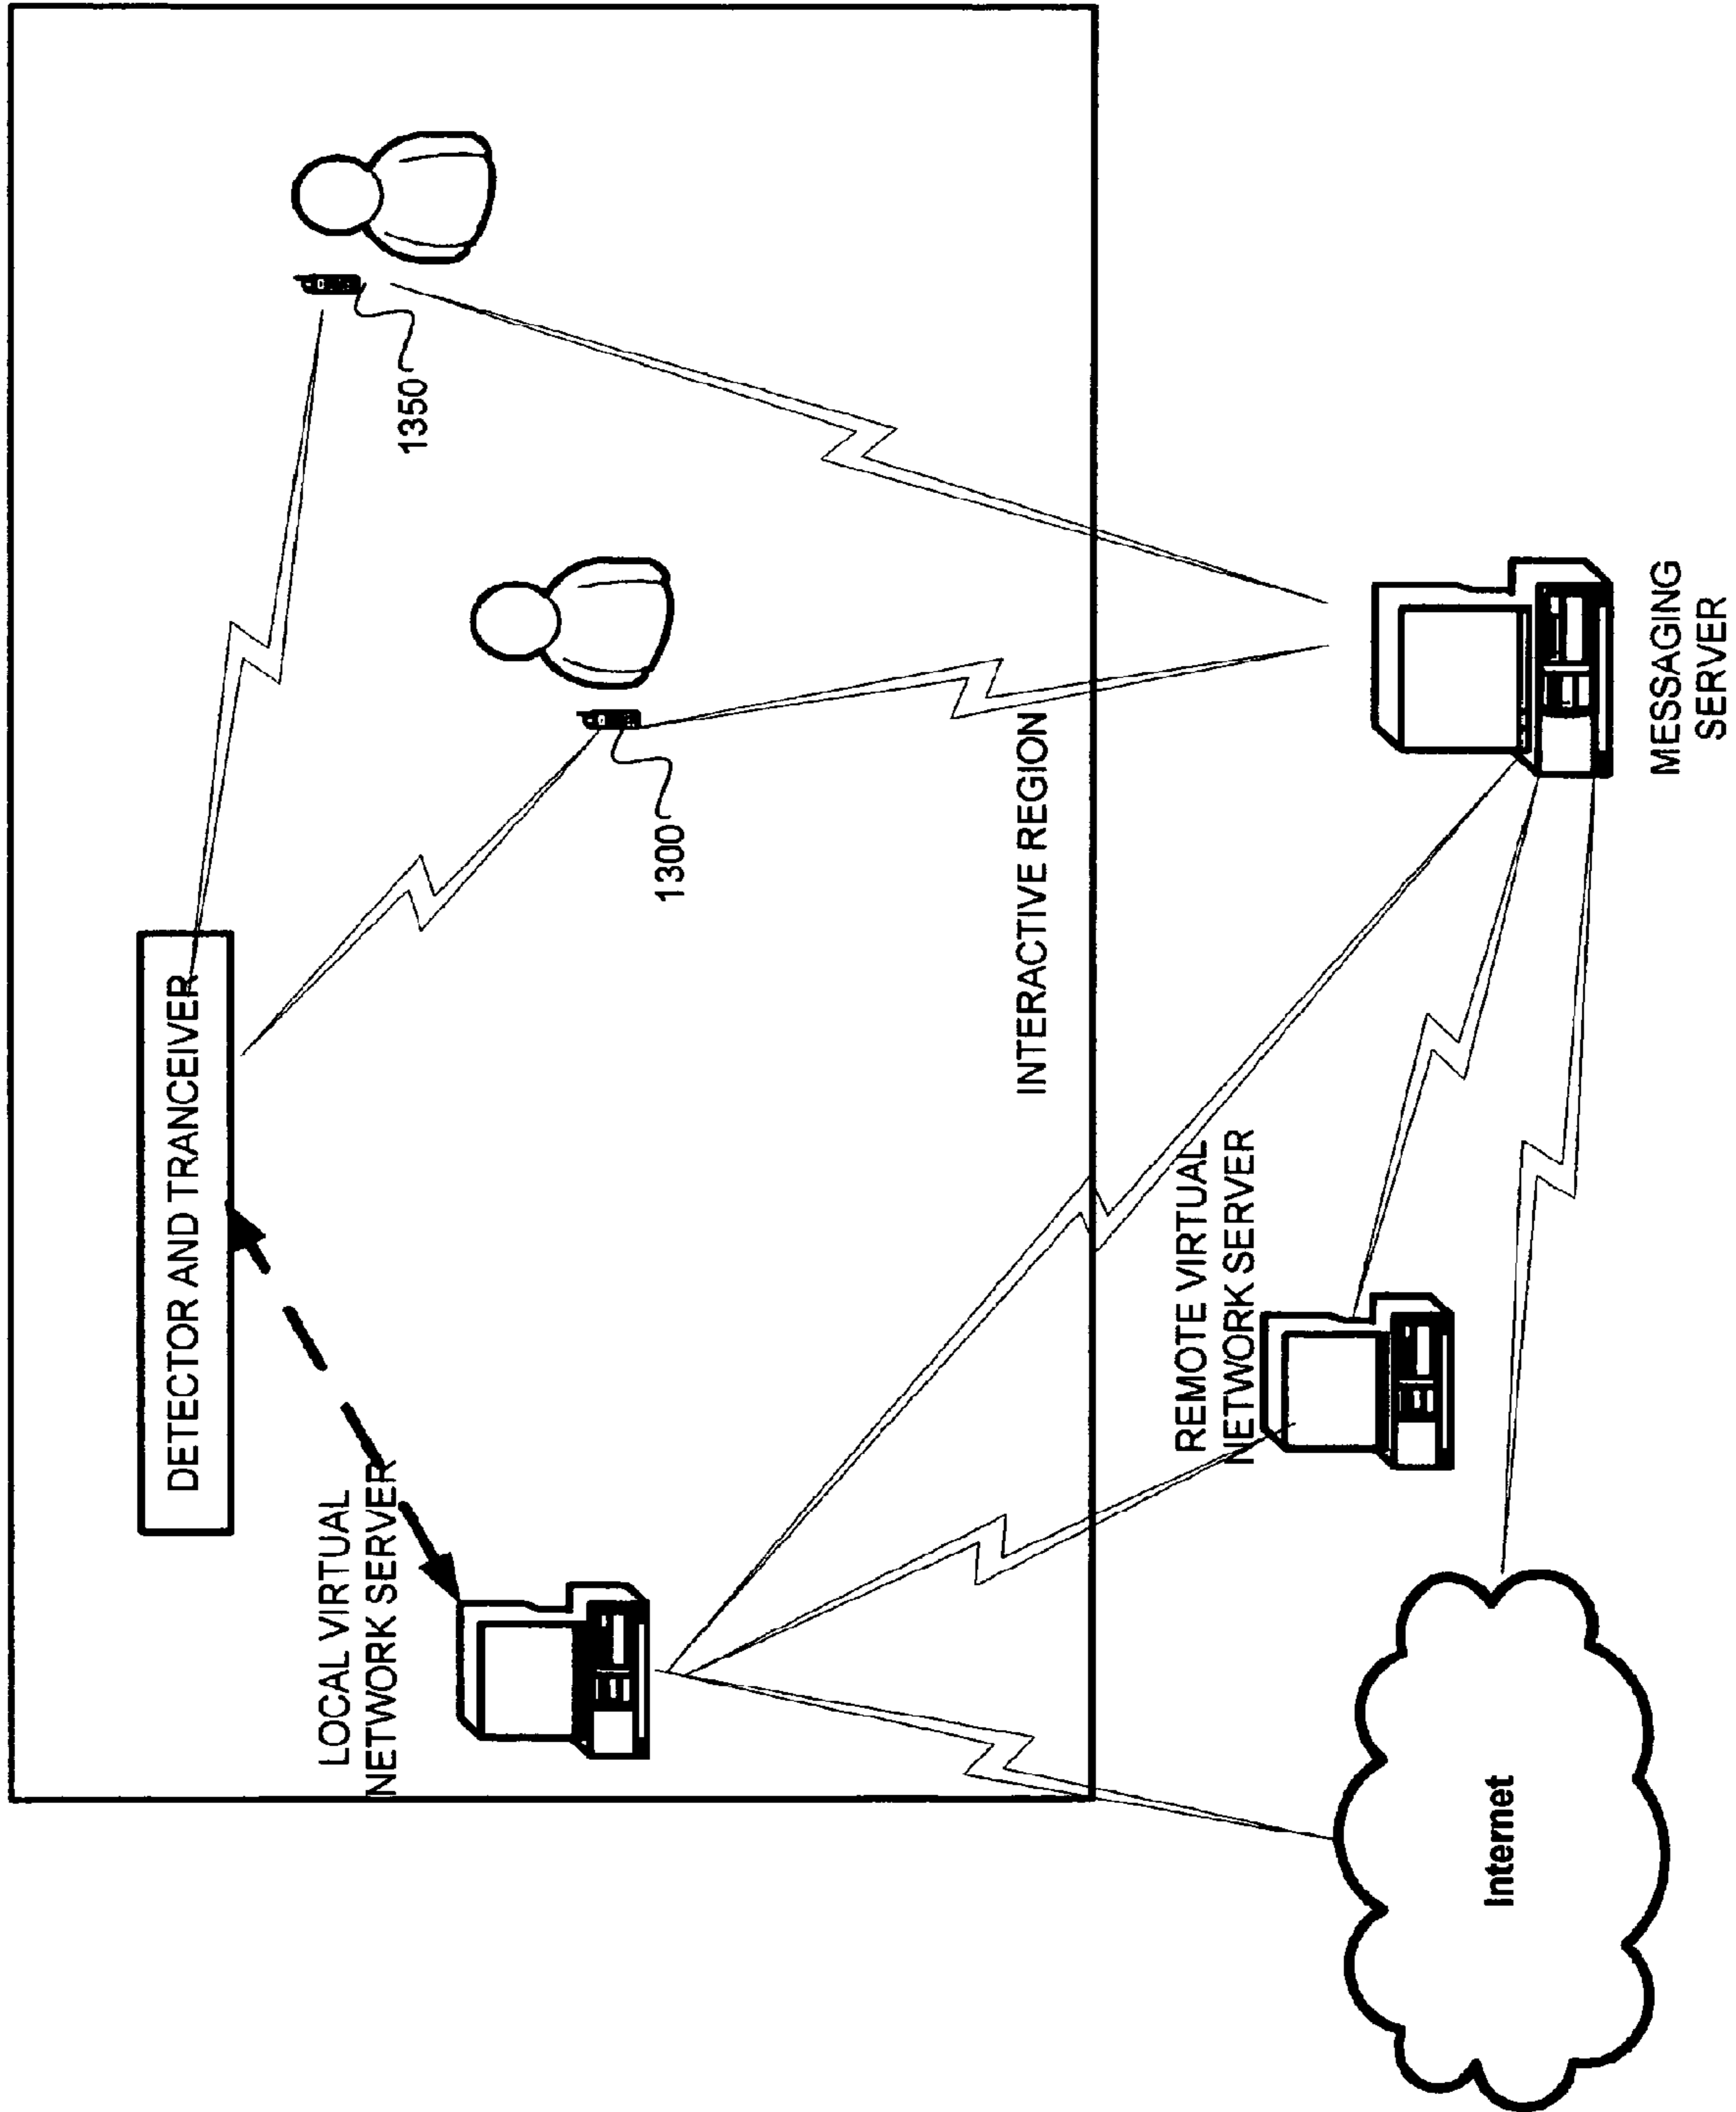 DETECTOR AND TRANCEIVER
LOCAL VIRTUAL
NETWORK SERVER
1350
1300
INTERACTIVE REGION
REMOTE VIRTUAL
NETWORK SERVER
MESSAGING
SERVER
Internet